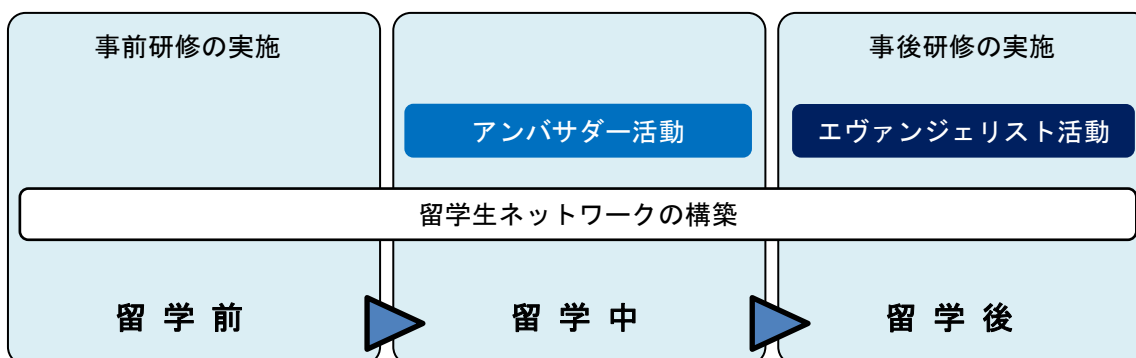 事前研修の実施
事後研修の実施
アンバサダー活動
エヴァンジェリスト活動
留学生ネットワークの構築
留学前
留学中
留学後